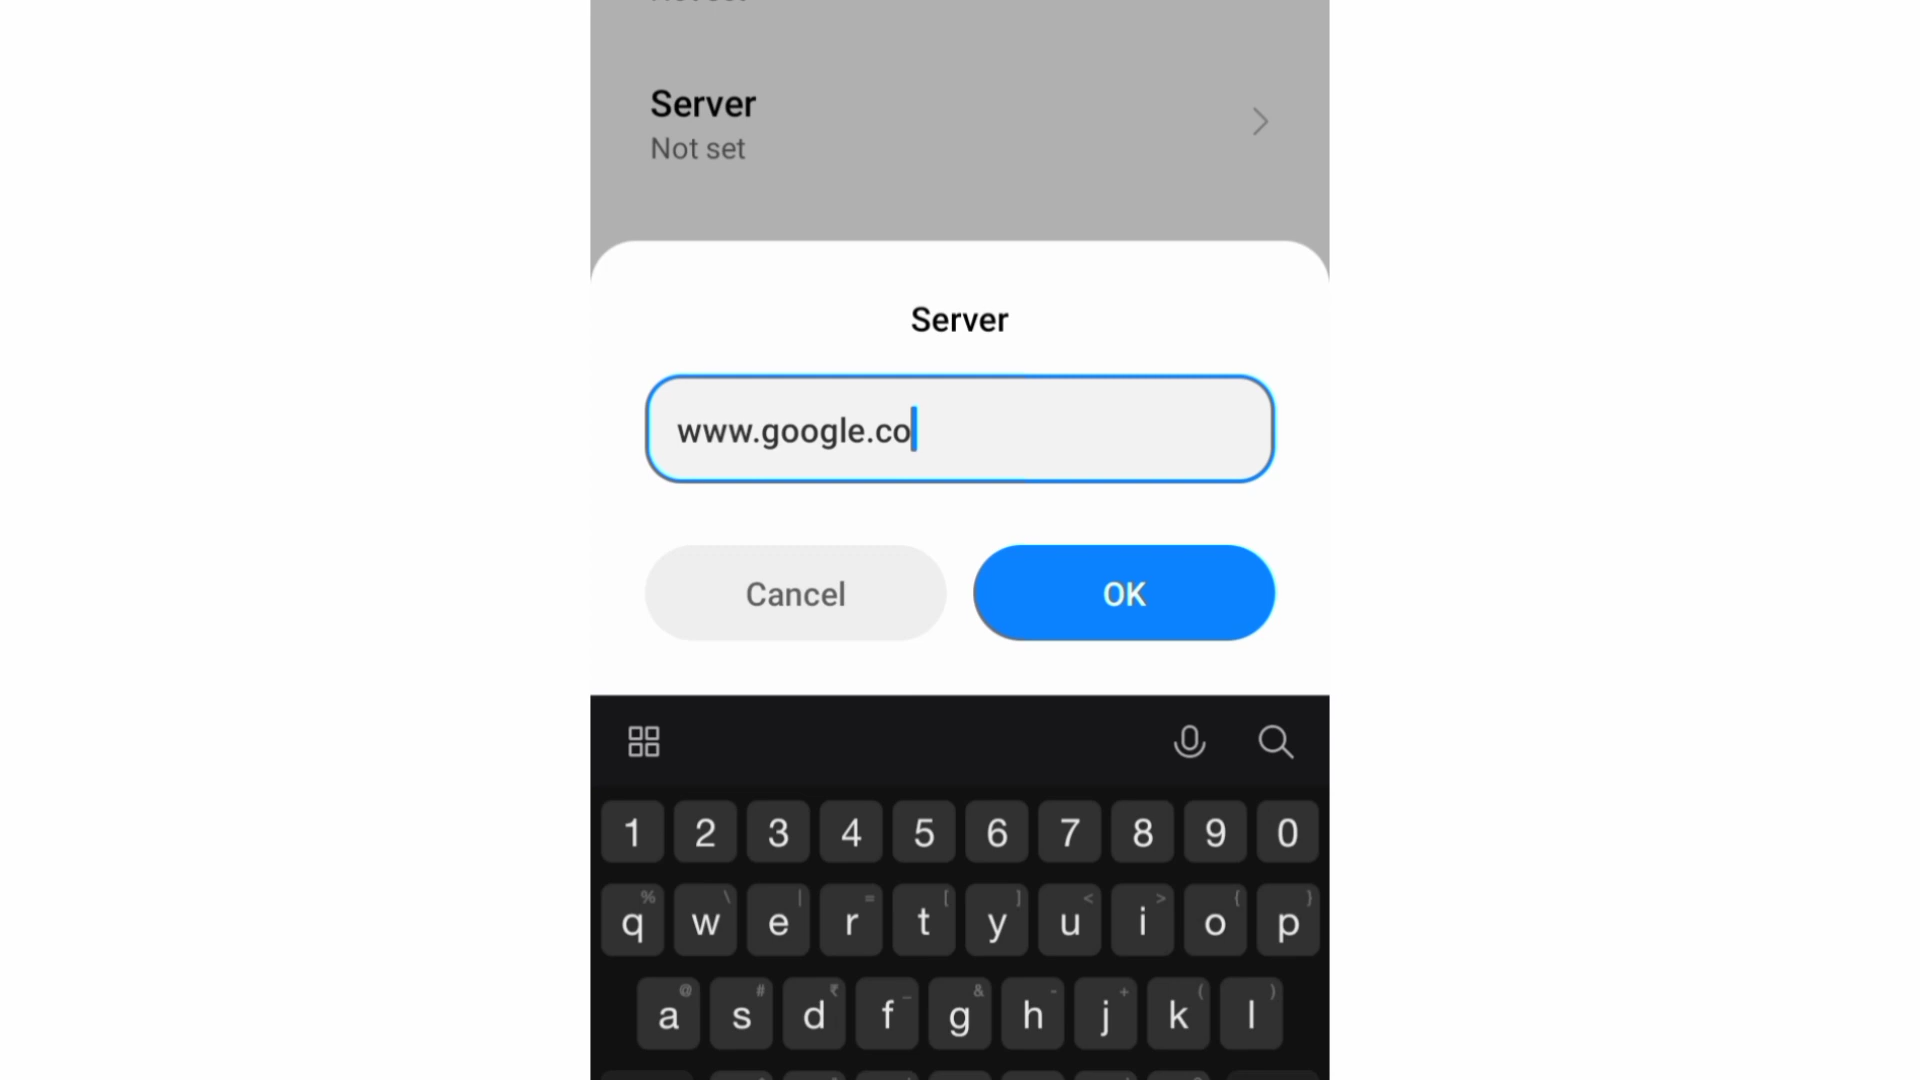 Server
Not set
Server
www.google.co
Cancel
OK
1 2 3 4 5 6 7 8 9 0
% \ | = [ ] < > { }
q w e r t y u i o p
@ # ₹ _ & - + ( )
a s d f g h j k l